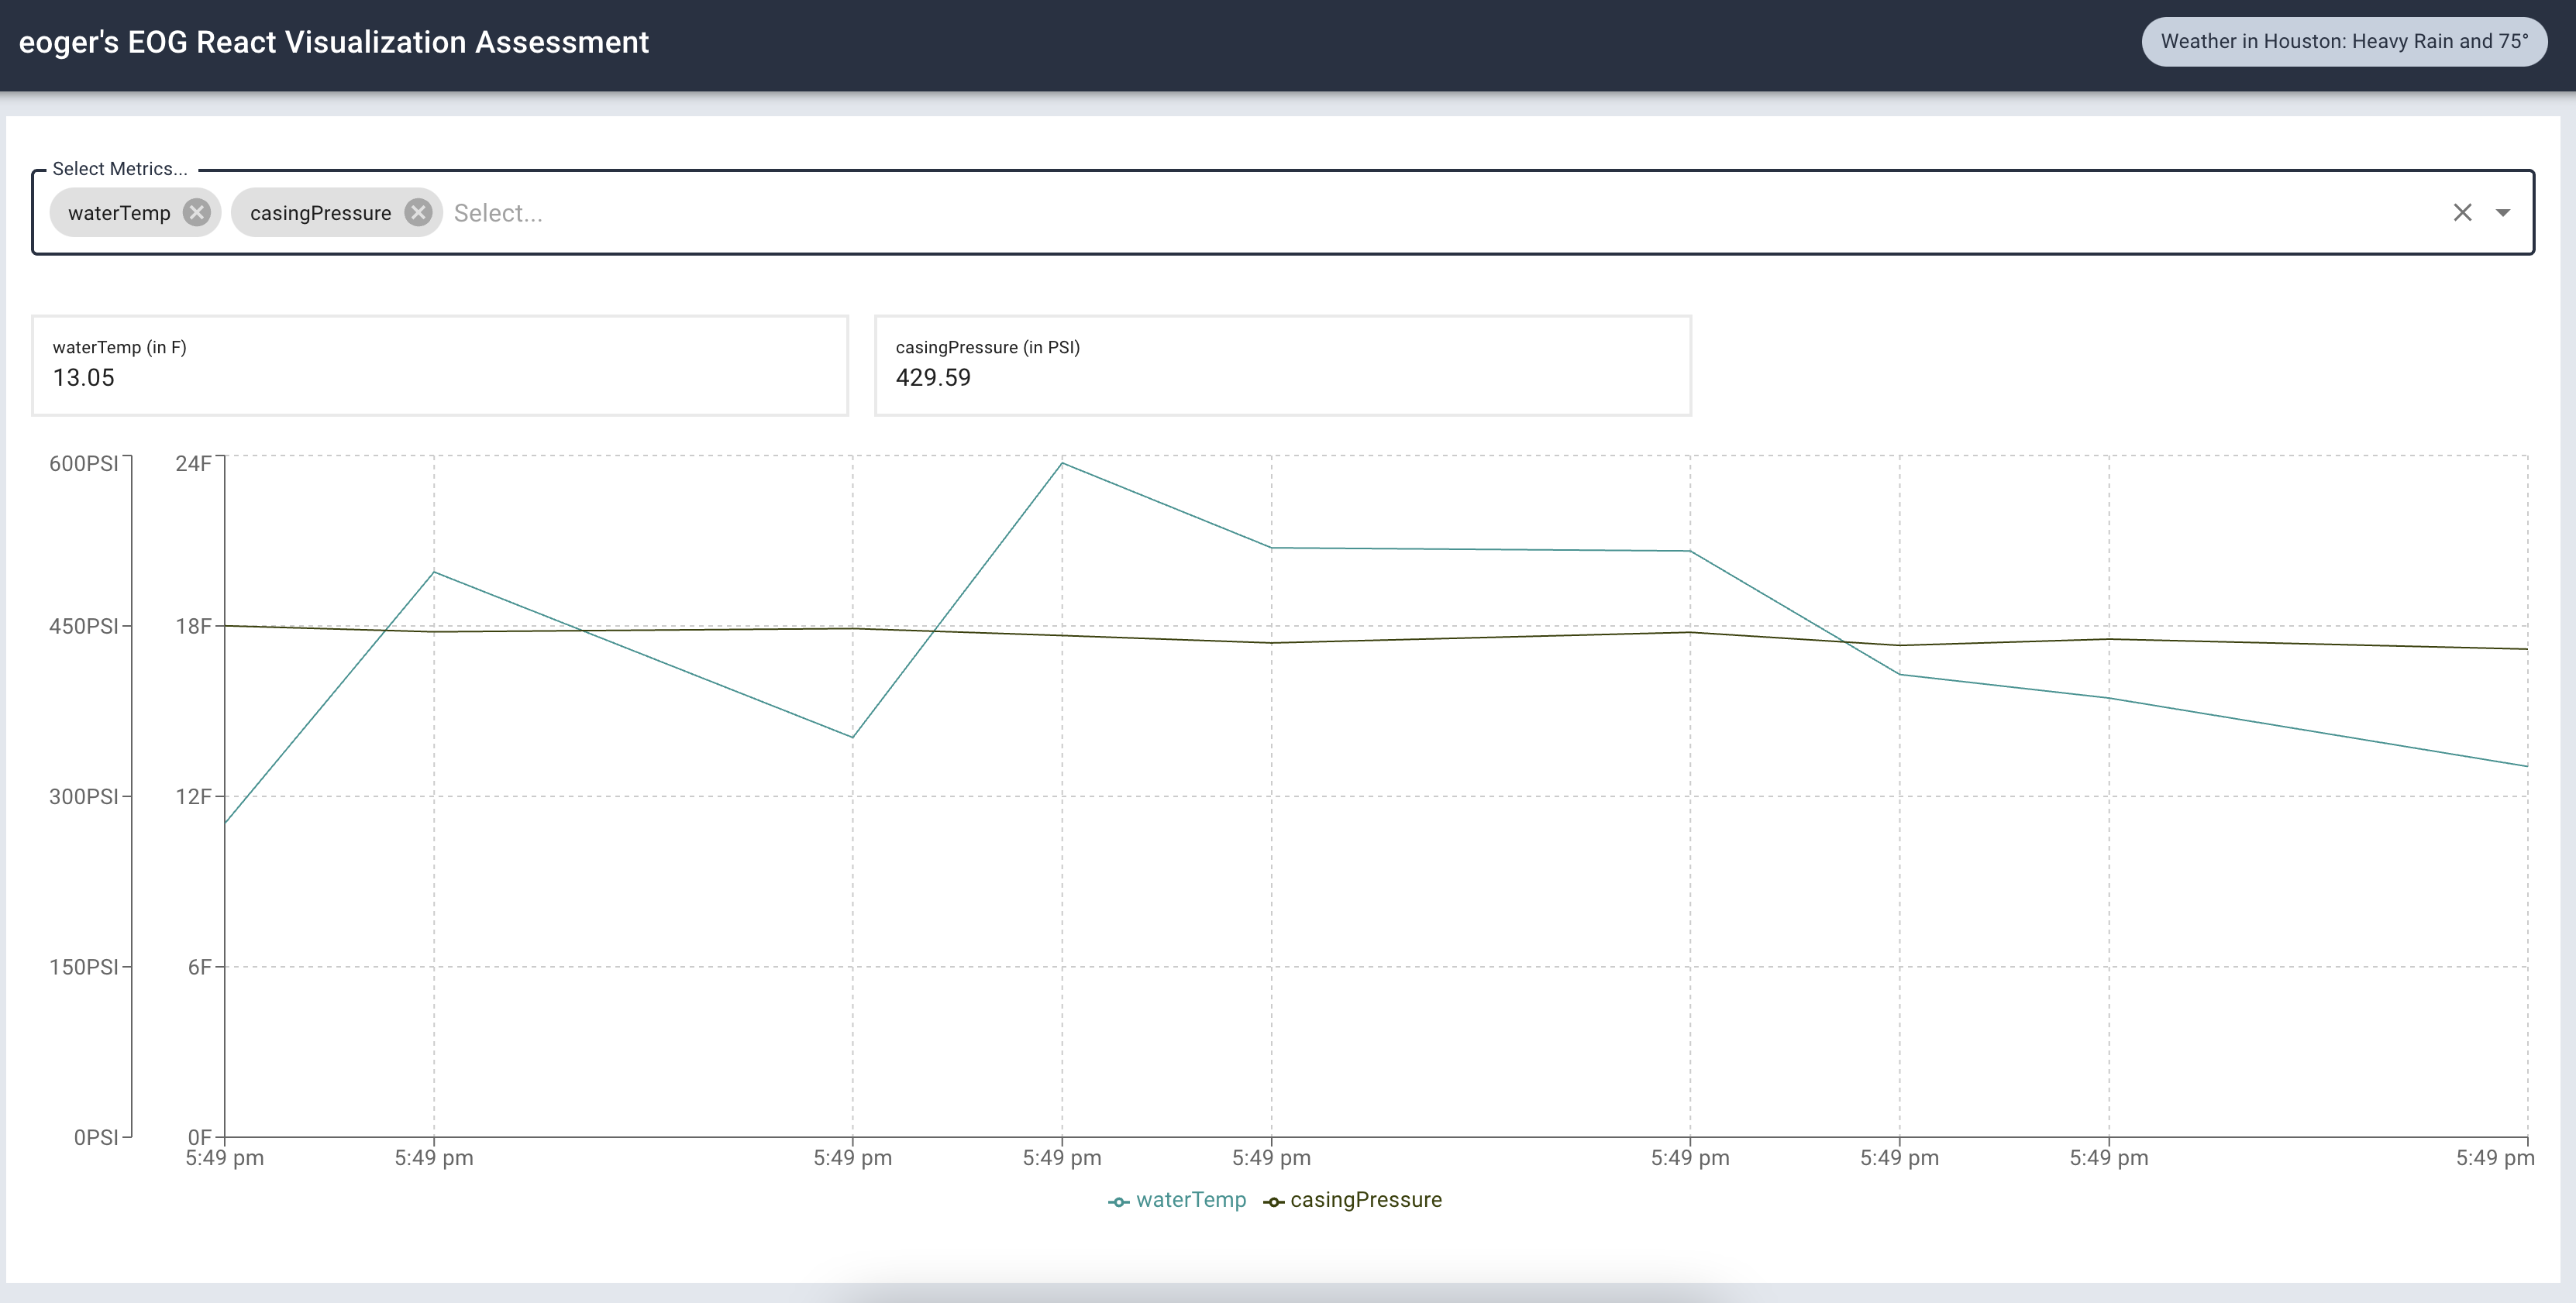 eoger's EOG React Visualization Assessment
Weather in Houston: Heavy Rain and 75°
Select Metrics...
waterTemp casingPressure Select...
waterTemp (in F)
13.05
casingPressure (in PSI)
429.59
600PSI 24F
450PSI 18F
300PSI 12F
150PSI 6F
0PSI 0F
5:49 pm 5:49 pm 5:49 pm 5:49 pm 5:49 pm 5:49 pm 5:49 pm 5:49 pm 5:49 pm
waterTemp casingPressure